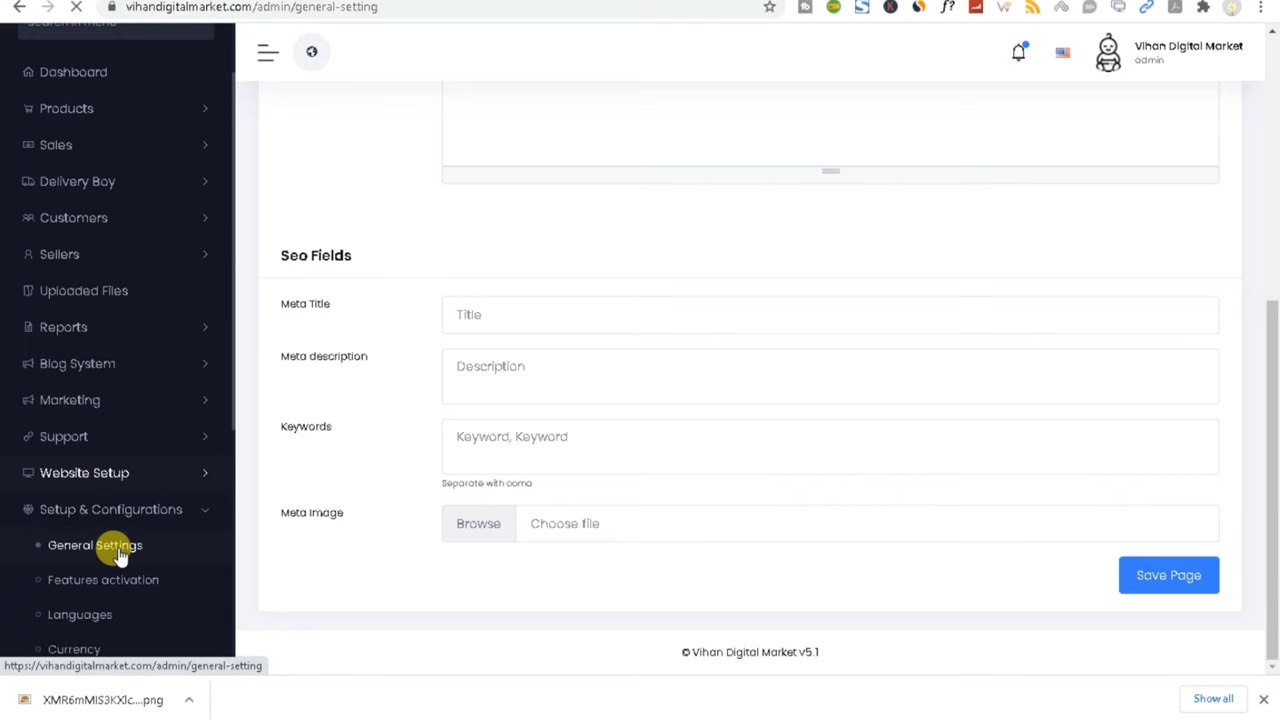 vihandigitalmarket.com/admin/general-setting
Search in menu
Vihan Digital Market
admin
Dashboard
Products
Sales
Delivery Boy
Customers
Sellers
Uploaded Files
Reports
Blog System
Marketing
Support
Website Setup
Setup & Configurations
General Settings
Features activation
Languages
Currency
Seo Fields
Meta Title
Title
Meta description
Description
Keywords
Keyword, Keyword
Separate with coma
Meta Image
Browse
Choose file
Save Page
© Vihan Digital Market v5.1
https://vihandigitalmarket.com/admin/general-setting
Show all